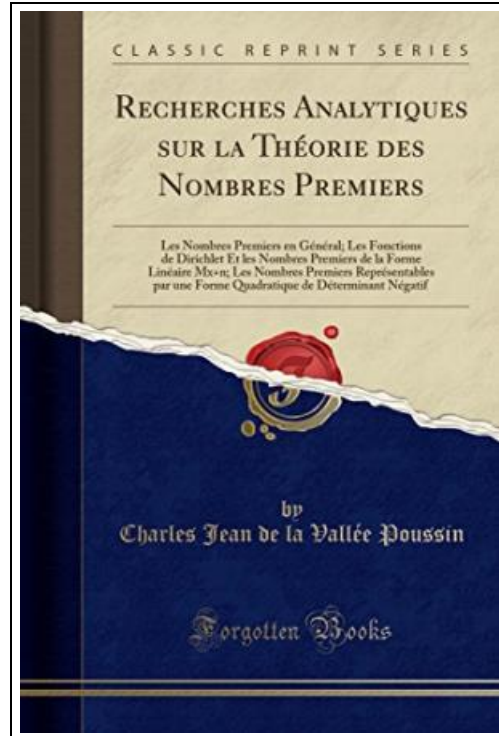 CLASSIC REPRINT SERIES
RECHERCHES ANALYTIQUES
SUR LA THÉORIE DES
NOMBRES PREMIERS
Les Nombres Premiers en Général; Les Fonctions
de Dirichlet Et les Nombres Premiers de la Forme
Linéaire Mx+n; Les Nombres Premiers Représentables
par une Forme Quadratique de Déterminant Négatif
by
Charles Jean de la Vallée Poussin
Forgotten Books